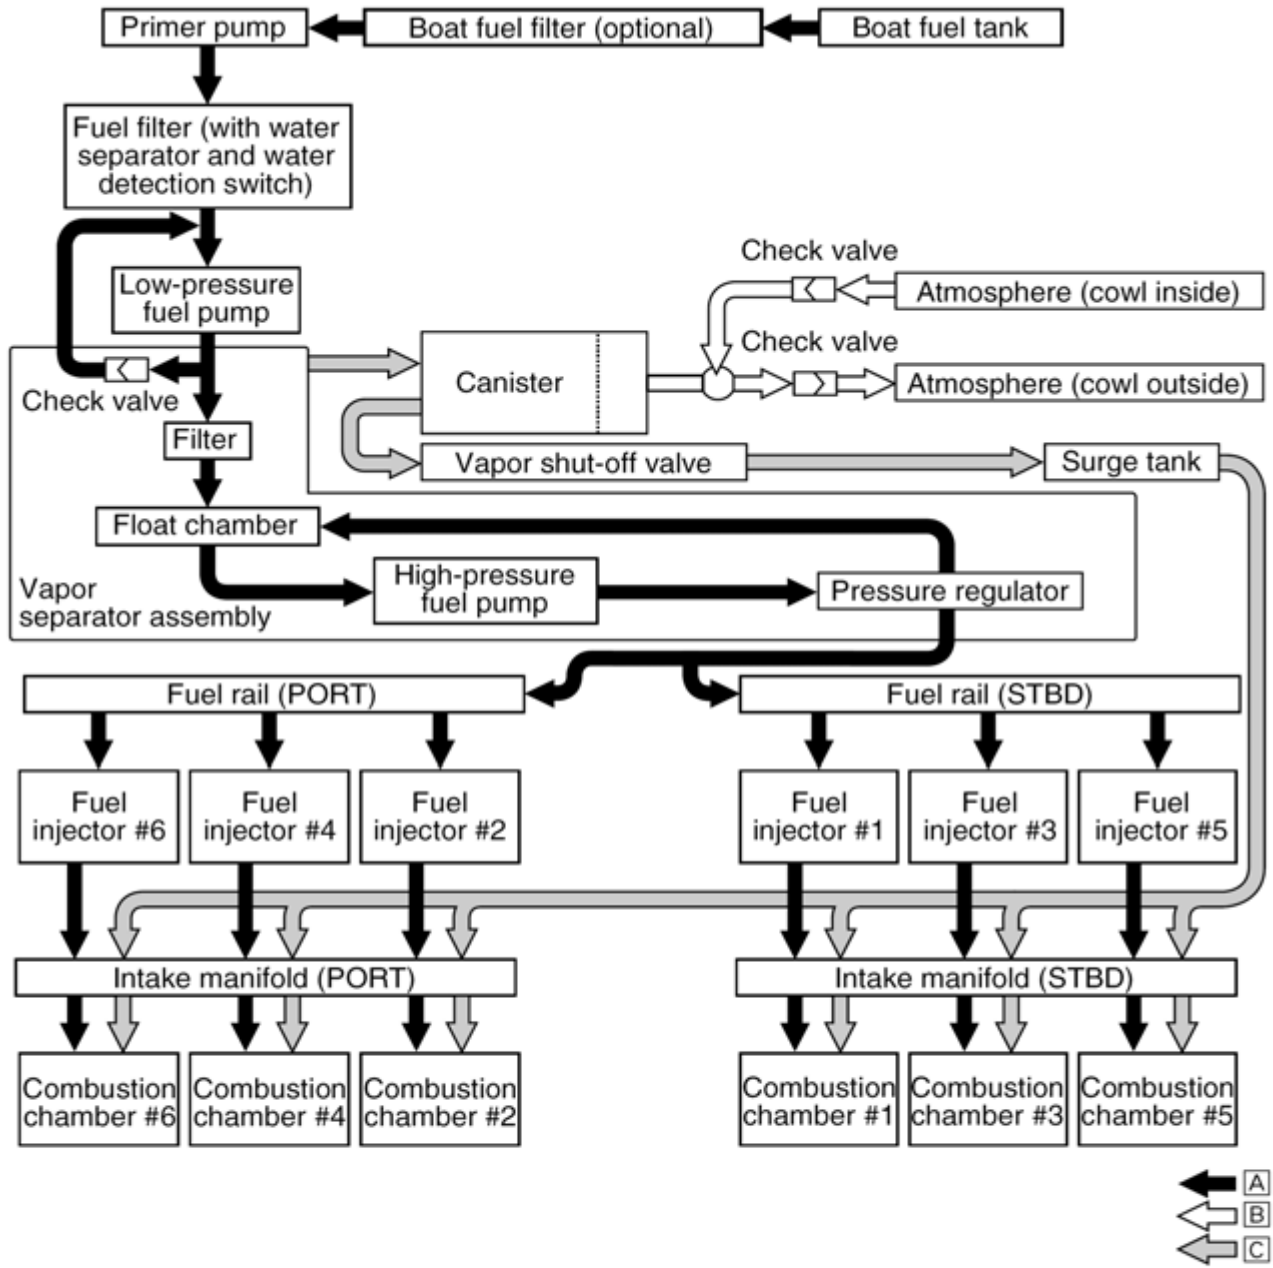 Primer pump
Boat fuel filter (optional)
Boat fuel tank
Fuel filter (with water
separator and water
detection switch)
Low-pressure
fuel pump
Check valve
Atmosphere (cowl inside)
Check valve
Atmosphere (cowl outside)
Canister
Check valve
Filter
Vapor shut-off valve
Surge tank
Float chamber
High-pressure
fuel pump
Pressure regulator
Vapor
separator assembly
Fuel rail (PORT)
Fuel rail (STBD)
Fuel
injector #6
Fuel
injector #4
Fuel
injector #2
Fuel
injector #1
Fuel
injector #3
Fuel
injector #5
Intake manifold (PORT)
Intake manifold (STBD)
Combustion
chamber #6
Combustion
chamber #4
Combustion
chamber #2
Combustion
chamber #1
Combustion
chamber #3
Combustion
chamber #5
A
B
C